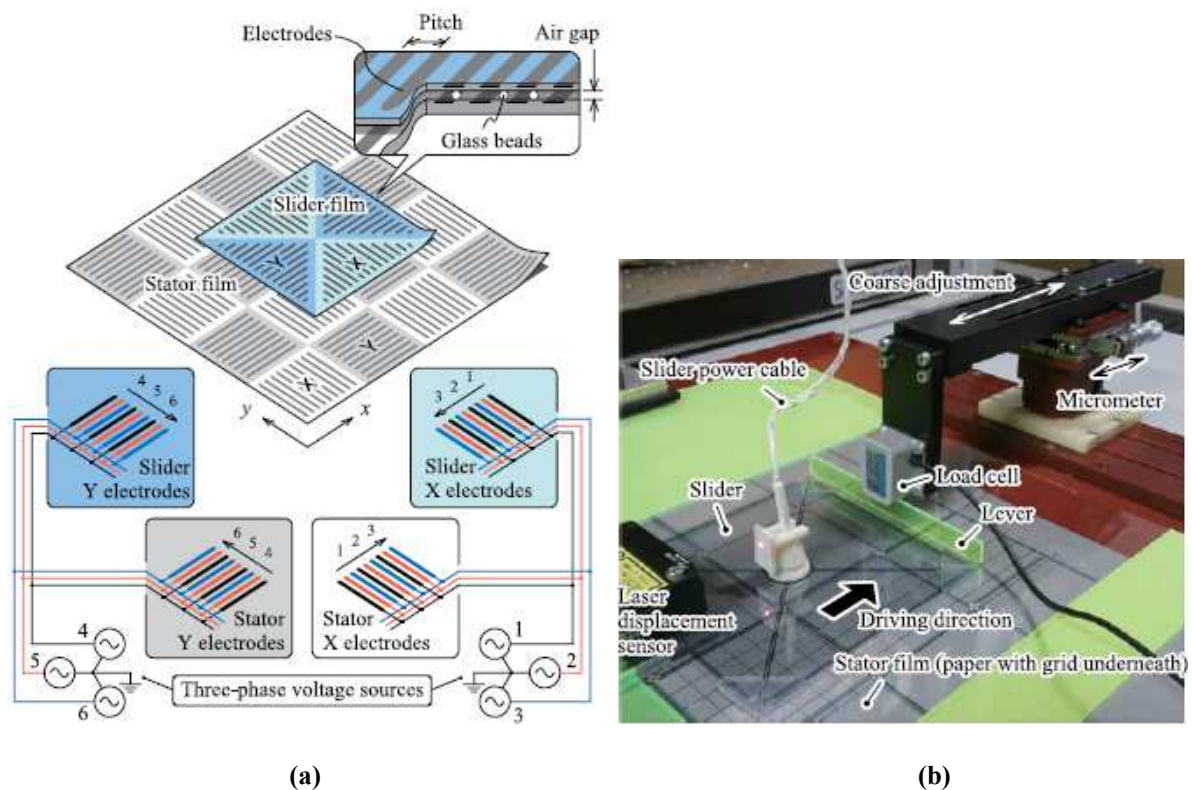 Pitch
Electrodes
Air gap
Glass beads
Slider film
Y
X
Stator film
Y
X
4
5
6
y
x
1
2
3
Slider
Y electrodes
Slider
X electrodes
6
5
4
1
2
3
Stator
Y electrodes
Stator
X electrodes
4
5
6
Three-phase voltage sources
1
2
3
(a)
Coarse adjustment
Slider power cable
Micrometer
Load cell
Slider
Lever
Laser
displacement
sensor
Driving direction
Stator film (paper with grid underneath)
(b)